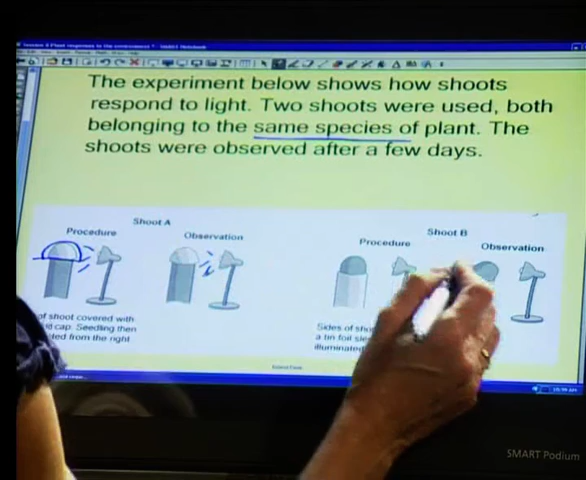 The experiment below shows how shoots
respond to light. Two shoots were used, both
belonging to the same species of plant. The
shoots were observed after a few days.
Shoot A
Procedure
Observation
Shoot B
Procedure
Observation
of shoot covered with
cap. Seedling then
from the right
Sides of
a tin foil
illuminated
SMART Podium